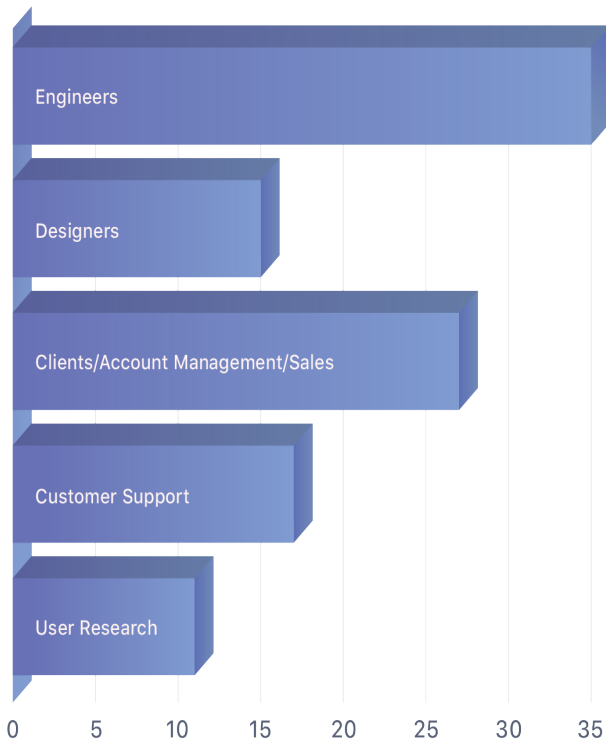 Engineers
Designers
Clients/Account Management/Sales
Customer Support
User Research
0 5 10 15 20 25 30 35